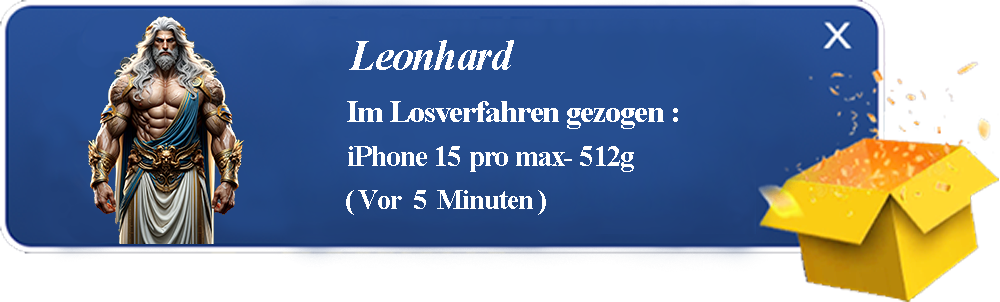 Leonhard
X
Im Losverfahren gezogen :
iPhone 15 pro max- 512g
( Vor 5 Minuten )